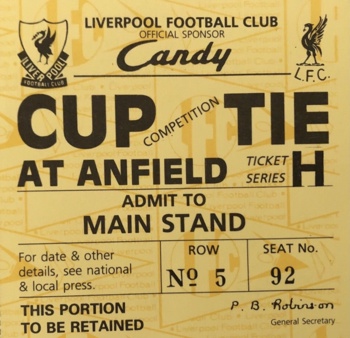 LIVERPOOL FOOTBALL CLUB
OFFICIAL SPONSOR
Candy
LIVERPOOL
FOOTBALL CLUB
L.F.C.
CUP COMPETITION TIE
AT ANFIELD
TICKET
SERIES H
ADMIT TO
MAIN STAND
For date & other
details, see national
& local press.
ROW
Nº 5
SEAT No.
92
THIS PORTION
TO BE RETAINED
P. B. Robinson
General Secretary